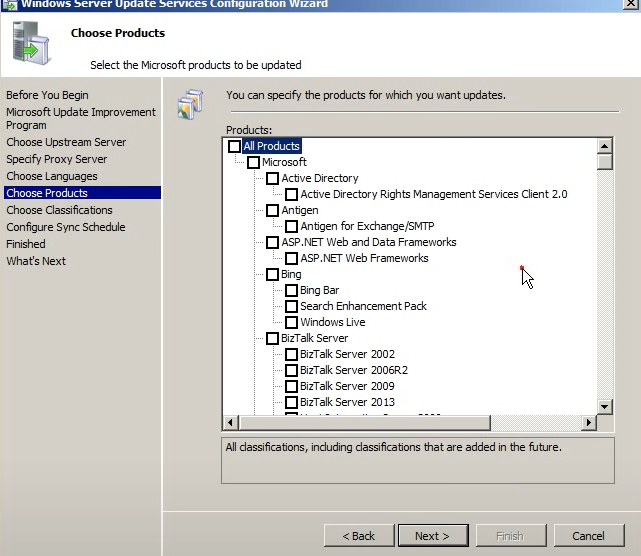 Windows Server Update Services Configuration Wizard
Choose Products
Select the Microsoft products to be updated
Before You Begin
Microsoft Update Improvement
Program
Choose Upstream Server
Specify Proxy Server
Choose Languages
Choose Products
Choose Classifications
Configure Sync Schedule
Finished
What's Next
You can specify the products for which you want updates.
Products:
All Products
Microsoft
Active Directory
Active Directory Rights Management Services Client 2.0
Antigen
Antigen for Exchange/SMTP
ASP.NET Web and Data Frameworks
ASP.NET Web Frameworks
Bing
Bing Bar
Search Enhancement Pack
Windows Live
BizTalk Server
BizTalk Server 2002
BizTalk Server 2006R2
BizTalk Server 2009
BizTalk Server 2013
All classifications, including classifications that are added in the future.
< Back
Next >
Finish
Cancel